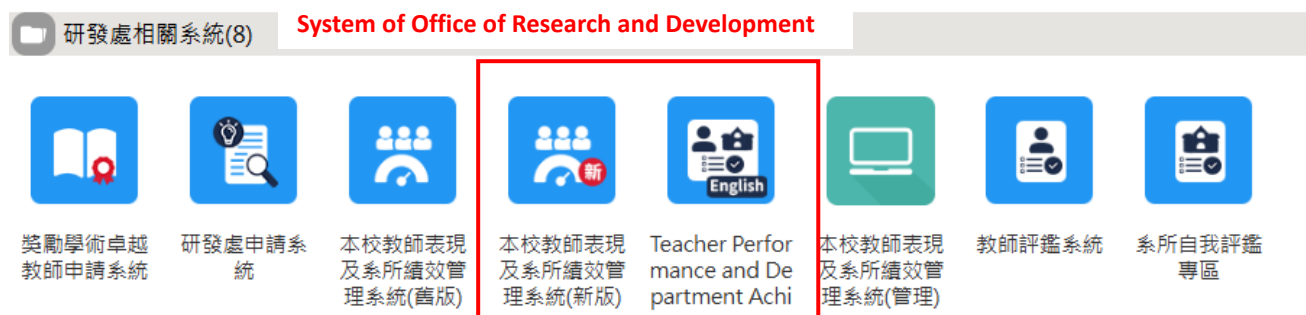 研發處相關系統(8)
System of Office of Research and Development
新
English
獎勵學術卓越
教師申請系統
研發處申請系
統
本校教師表現
及系所績效管
理系統(舊版)
本校教師表現
及系所績效管
理系統(新版)
Teacher Perfor
mance and De
partment Achi
本校教師表現
及系所績效管
理系統(管理)
教師評鑑系統
系所自我評鑑
專區